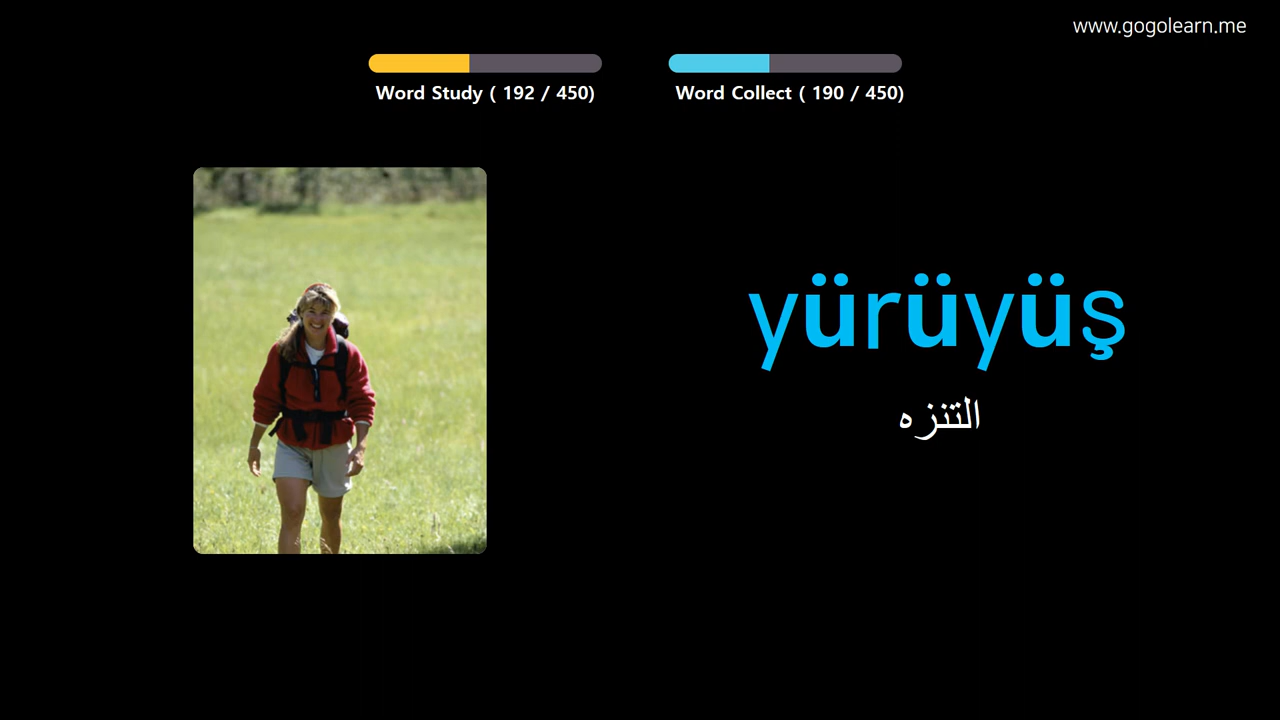 www.gogolearn.me
Word Study ( 192 / 450)
Word Collect ( 190 / 450)
yürüyüş
التنزه